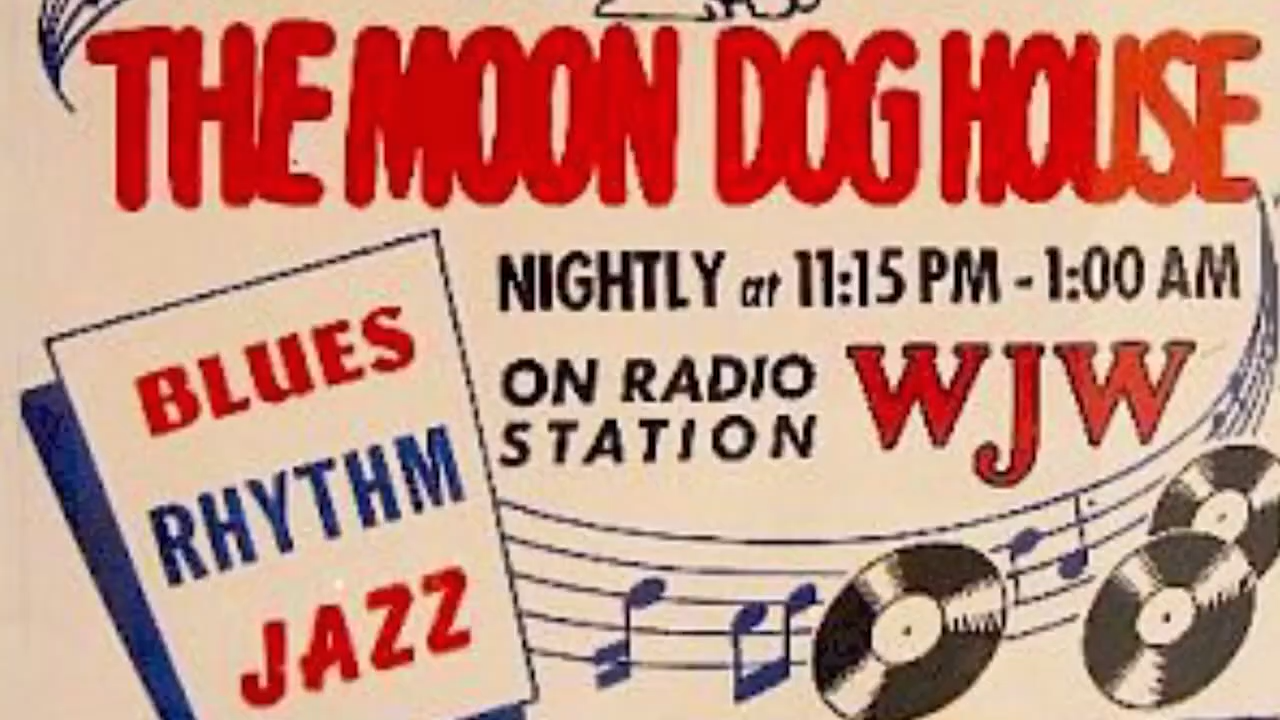 THE MOON DOG HOUSE
NIGHTLY at 11:15 PM - 1:00 AM
ON RADIO STATION WJW
BLUES
RHYTHM
JAZZ